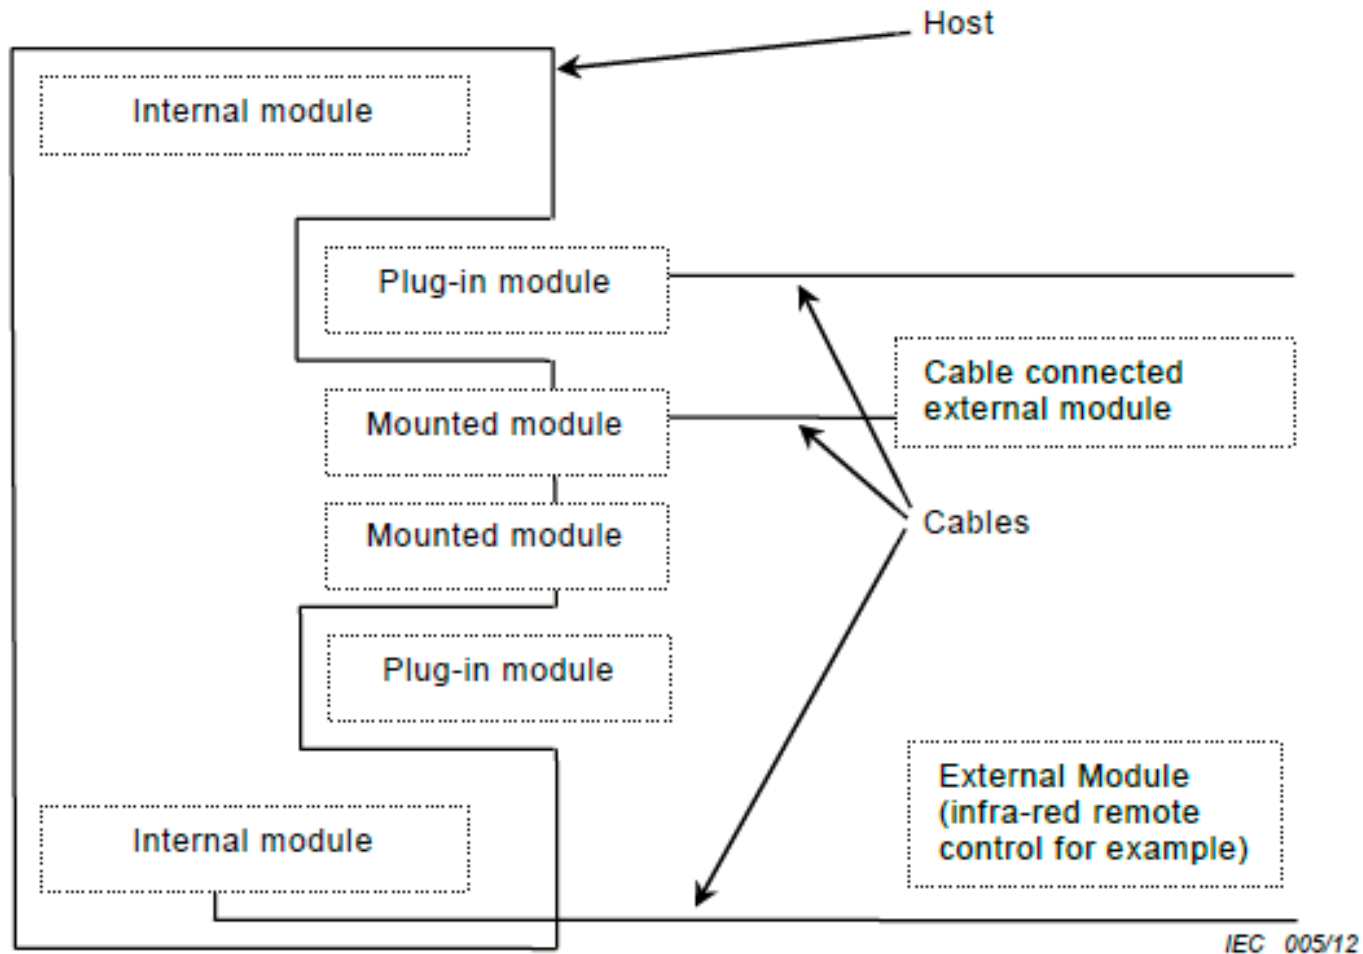 Host
Internal module
Plug-in module
Cable connected
external module
Mounted module
Cables
Mounted module
Plug-in module
External Module
(infra-red remote
control for example)
Internal module
IEC 005/12